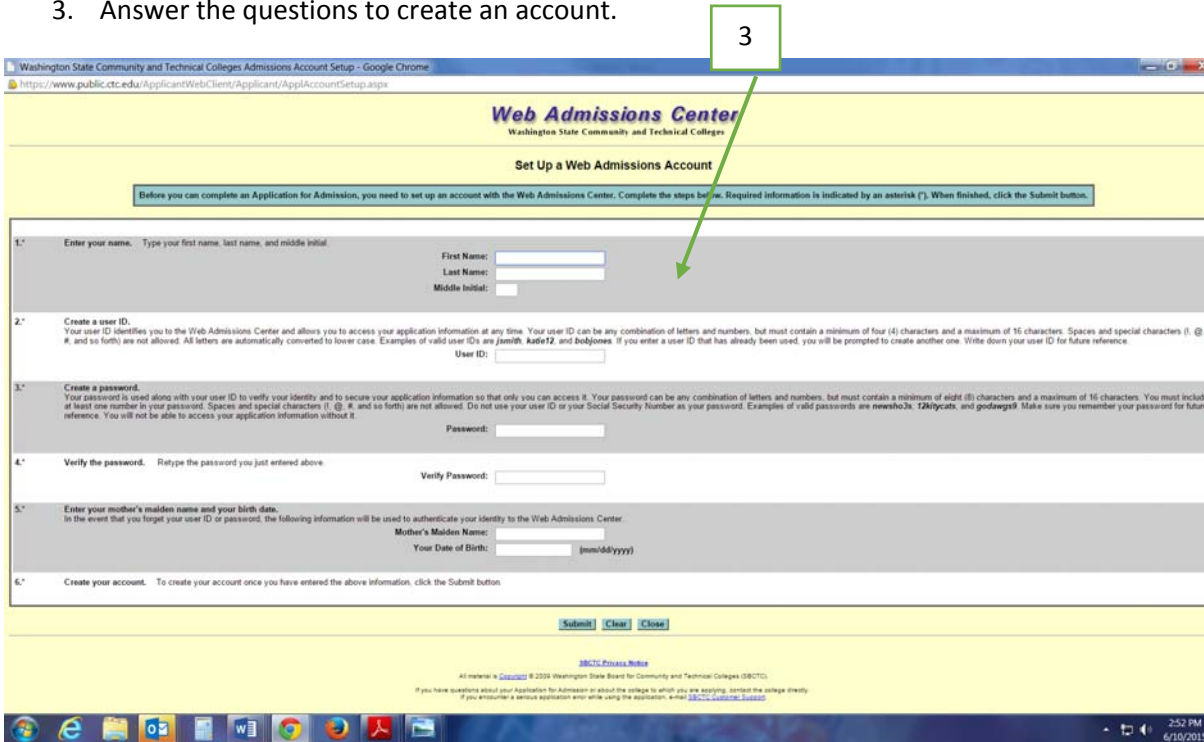 3. Answer the questions to create an account.
3
Washington State Community and Technical Colleges Admissions Account Setup - Google Chrome
https://www.public.ctc.edu/ApplicantWebClient/Applicant/ApplAccountSetup.aspx
Web Admissions Center
Washington State Community and Technical Colleges
Set Up a Web Admissions Account
Before you can complete an Application for Admission, you need to set up an account with the Web Admissions Center. Complete the steps below. Required information is indicated by an asterisk (*). When finished, click the Submit button.
1.* Enter your name. Type your first name, last name, and middle initial.
First Name:
Last Name:
Middle Initial:
2.* Create a user ID.
Your user ID identifies you to the Web Admissions Center and allows you to access your application information at any time. Your user ID can be any combination of letters and numbers, but must contain a minimum of four (4) characters and a maximum of 16 characters. Spaces and special characters (!, @,
#, and so forth) are not allowed. All letters are automatically converted to lower case. Examples of valid user IDs are jsmith, katie12, and bobjones. If you enter a user ID that has already been used, you will be prompted to create another one. Write down your user ID for future reference.
User ID:
3.* Create a password.
Your password is used along with your user ID to verify your identity and to secure your application information so that only you can access it. Your password can be any combination of letters and numbers, but must contain a minimum of eight (8) characters and a maximum of 16 characters. You must includ
at least one number in your password. Spaces and special characters (!, @, #, and so forth) are not allowed. Do not use your user ID or your Social Security Number as your password. Examples of valid passwords are newsho3s, 12kitycats, and godawgs9. Make sure you remember your password for futur
reference. You will not be able to access your application information without it.
Password:
4.* Verify the password. Retype the password you just entered above.
Verify Password:
5.* Enter your mother's maiden name and your birth date.
In the event that you forget your user ID or password, the following information will be used to authenticate your identity to the Web Admissions Center.
Mother's Maiden Name:
Your Date of Birth: (mm/dd/yyyy)
6.* Create your account. To create your account once you have entered the above information, click the Submit button.
Submit Clear Close
SBCTC Privacy Notice
All material is Copyright © 2009 Washington State Board for Community and Technical Colleges (SBCTC).
If you have questions about your Application for Admission or about the college to which you are applying, contact the college directly.
If you encounter a serious application error while using the application, e-mail SBCTC Customer Support.
2:52 PM
6/10/201